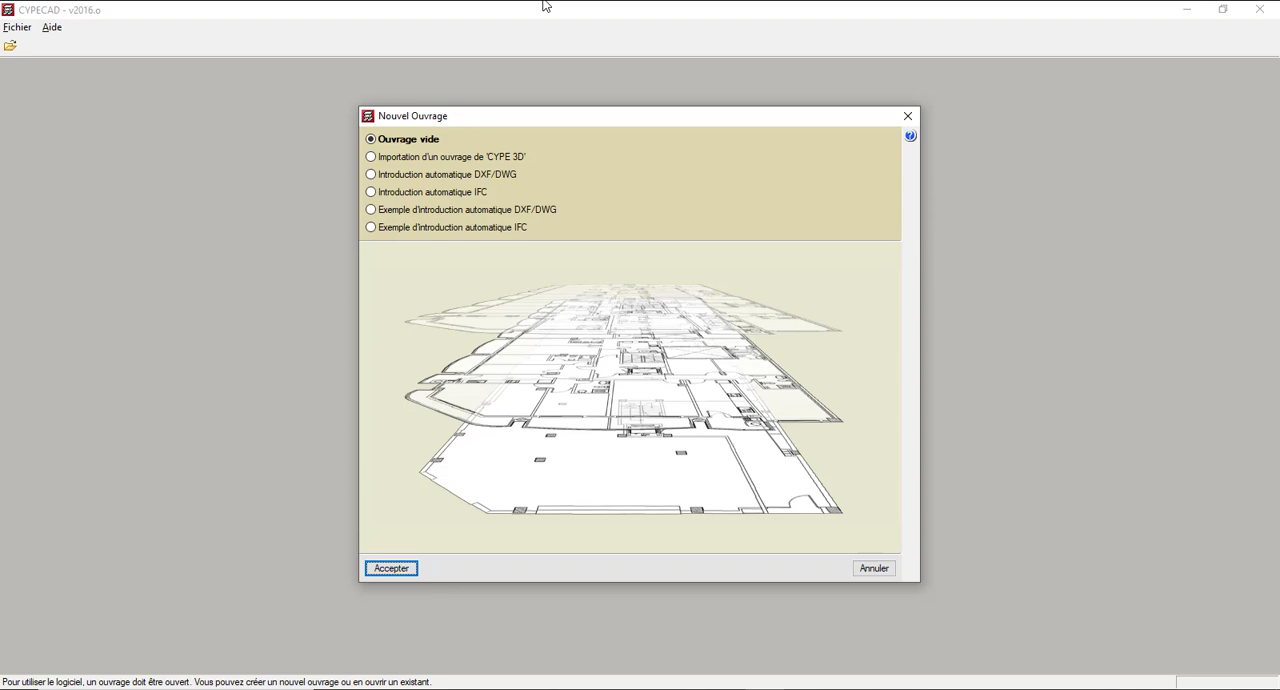 CYPECAD - v2016.o
Fichier Aide
Nouvel Ouvrage
Ouvrage vide
Importation d'un ouvrage de 'CYPE 3D'
Introduction automatique DXF/DWG
Introduction automatique IFC
Exemple d'introduction automatique DXF/DWG
Exemple d'introduction automatique IFC
Accepter Annuler
Pour utiliser le logiciel, un ouvrage doit être ouvert. Vous pouvez créer un nouvel ouvrage ou en ouvrir un existant.